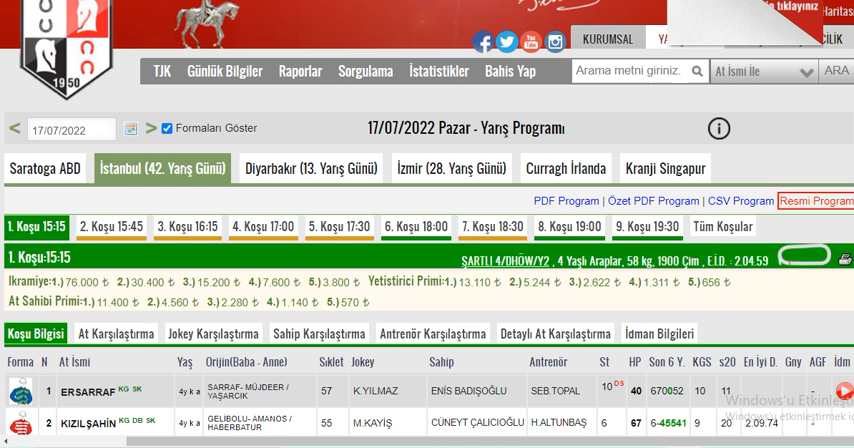 tıklayınız
Haritas
1950
KURUMSAL YA CILIK
TJK Günlük Bilgiler Raporlar Sorgulama İstatistikler Bahis Yap Arama metni giriniz. At İsmi İle ARA
< 17/07/2022 > Formaları Göster 17/07/2022 Pazar - Yarış Programı
Saratoga ABD İstanbul (42. Yarış Günü) Diyarbakır (13. Yarış Günü) İzmir (28. Yarış Günü) Curragh İrlanda Kranji Singapur
PDF Program | Özet PDF Program | CSV Program Resmi Program
1. Koşu 15:15 2. Koşu 15:45 3. Koşu 16:15 4. Koşu 17:00 5. Koşu 17:30 6. Koşu 18:00 7. Koşu 18:30 8. Koşu 19:00 9. Koşu 19:30 Tüm Koşular
1. Koşu:15:15 ŞARTLI 4/DHÖW/Y2 , 4 Yaşlı Araplar, 58 kg, 1900 Çim , E.İ.D. : 2.04.59
Ikramiye:1.) 76.000 ₺ 2.) 30.400 ₺ 3.) 15.200 ₺ 4.) 7.600 ₺ 5.) 3.800 ₺ Yetistirici Primi:1.) 13.110 ₺ 2.) 5.244 ₺ 3.) 2.622 ₺ 4.) 1.311 ₺ 5.) 656 ₺
At Sahibi Primi:1.) 11.400 ₺ 2.) 4.560 ₺ 3.) 2.280 ₺ 4.) 1.140 ₺ 5.) 570 ₺
Koşu Bilgisi At Karşılaştırma Jokey Karşılaştırma Sahip Karşılaştırma Antrenör Karşılaştırma Detaylı At Karşılaştırma İdman Bilgileri
Forma N At İsmi Yaş Orijin(Baba - Anne) Sıklet Jokey Sahip Antrenör St HP Son 6 Y. KGS s20 En İyi D. Gny AGF İdm
1 ERSARRAF KG SK 4y k a SARRAF- MÜJDEER / YAŞARCIK 57 K.YILMAZ ENİS BADIŞOĞLU SEB.TOPAL 10 DS 40 670052 10 11 -
Windows'u Etkinleşti
2 KIZILŞAHİN KG DB SK 4y k a GELİBOLU- AMANOS / HABERBATUR 55 M.KAYİŞ CÜNEYT ÇALICIOĞLU H.ALTUNBAŞ 6 67 6-45541 9 20 2.09.74 -
Windows'u etkinleştirmek iç